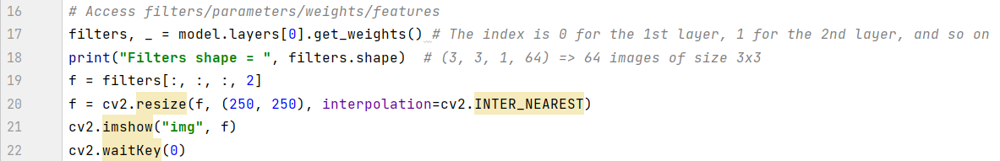 16 # Access filters/parameters/weights/features
17 filters, _ = model.layers[0].get_weights() # The index is 0 for the 1st layer, 1 for the 2nd layer, and so on
18 print("Filters shape = ", filters.shape)  # (3, 3, 1, 64) => 64 images of size 3x3
19 f = filters[:, :, :, 2]
20 f = cv2.resize(f, (250, 250), interpolation=cv2.INTER_NEAREST)
21 cv2.imshow("img", f)
22 cv2.waitKey(0)